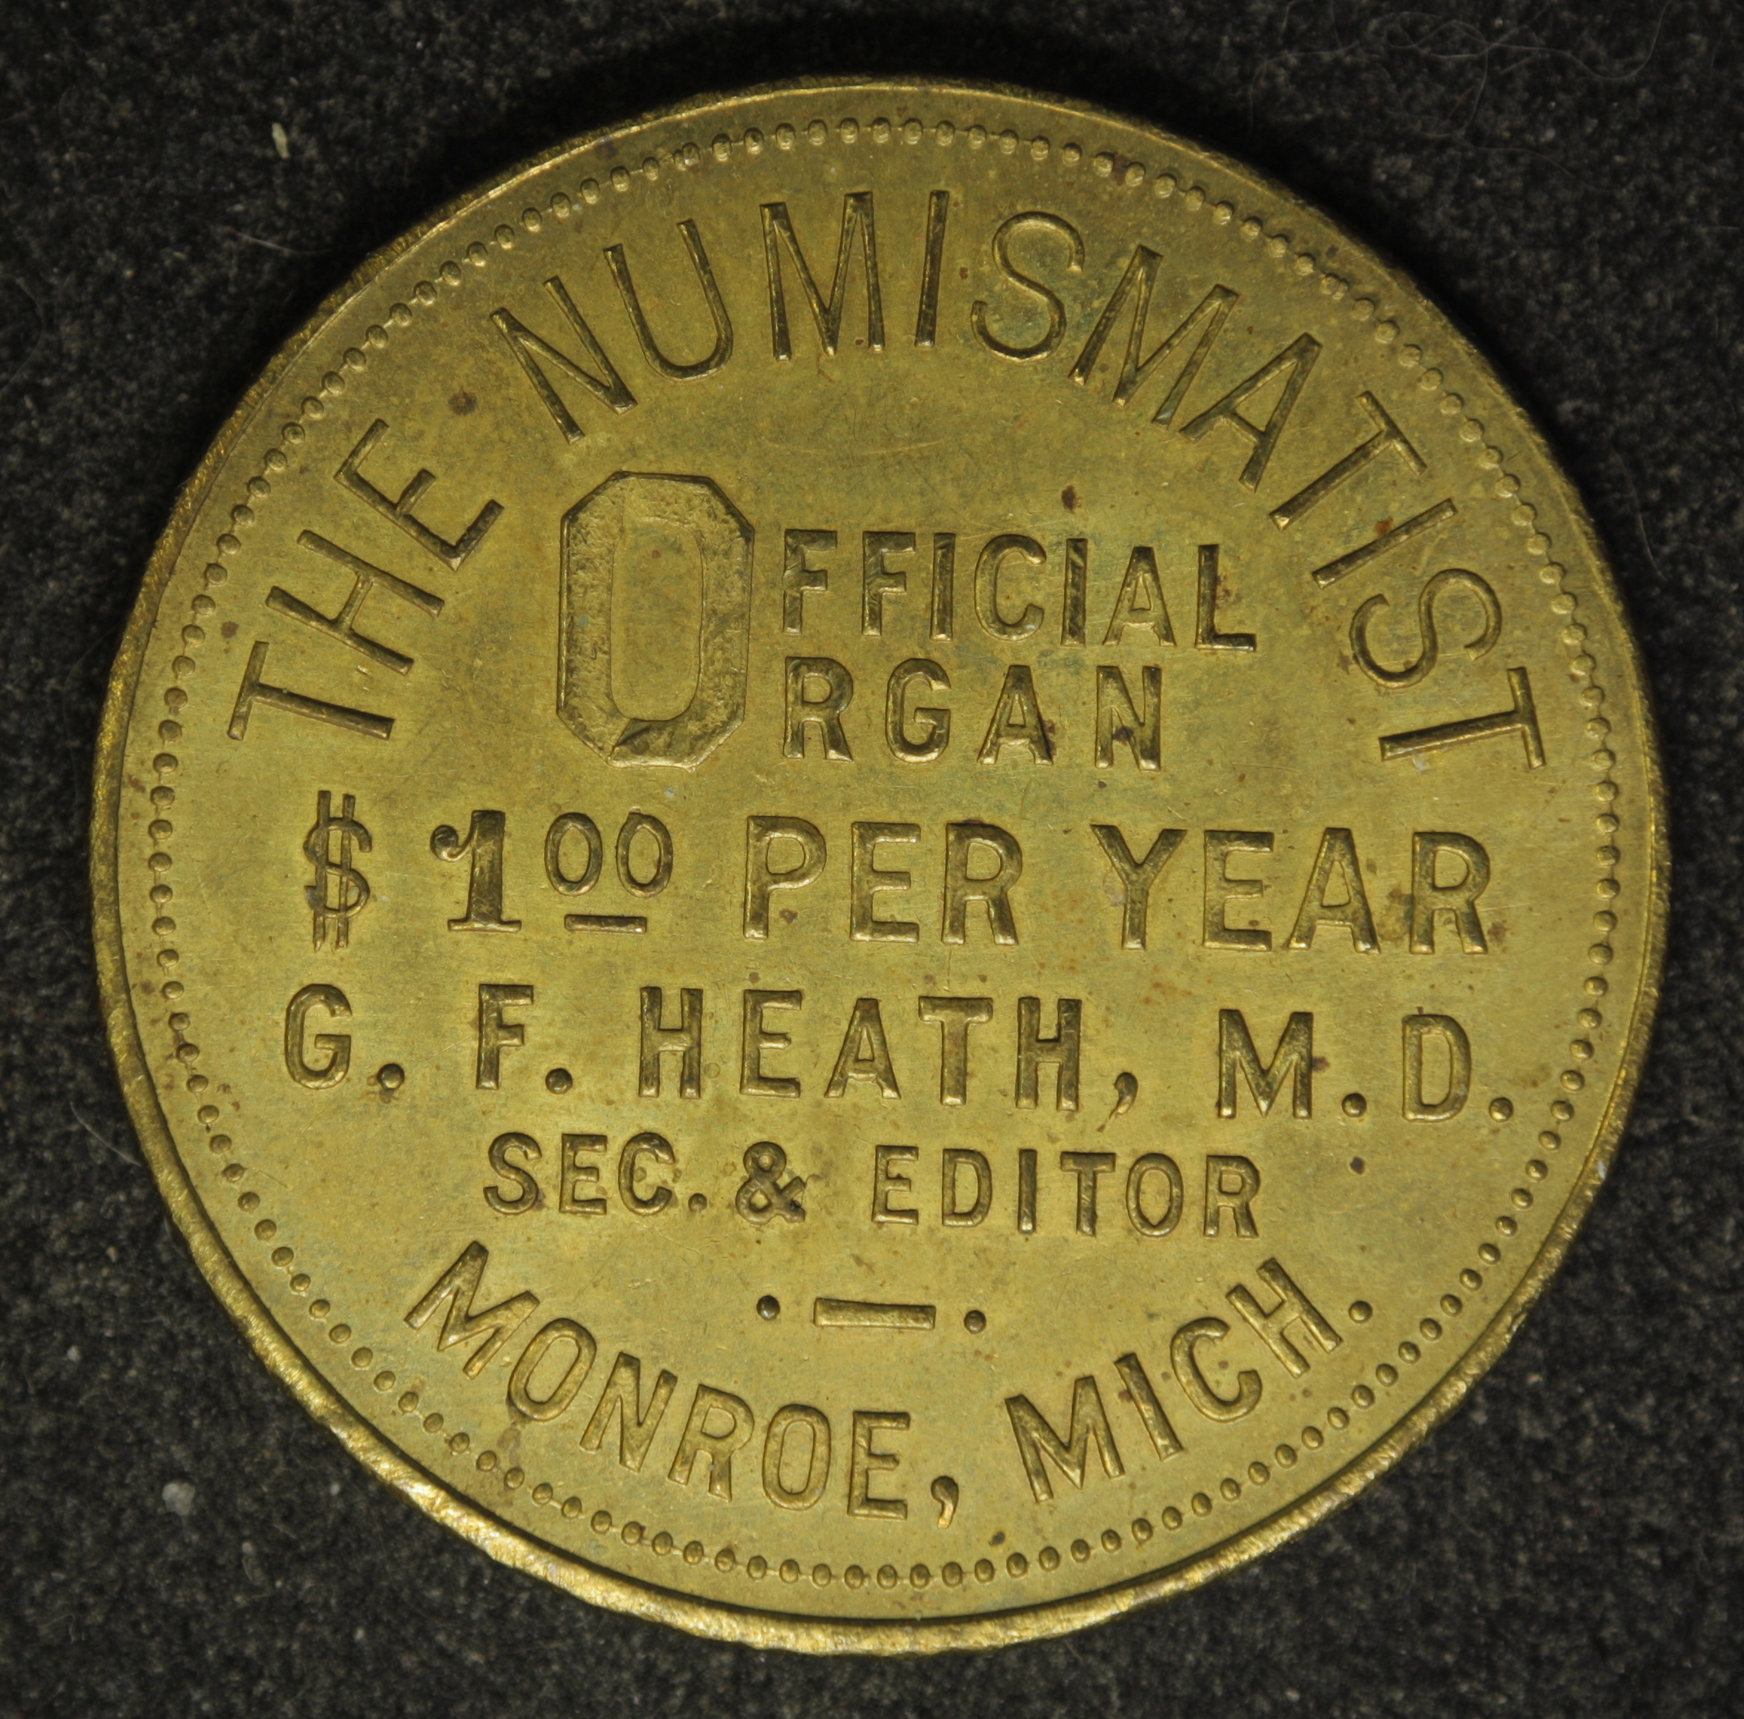 THE NUMISMATIST
OFFICIAL
ORGAN
$ 1.00 PER YEAR
G. F. HEATH, M.D.
SEC. & EDITOR
. — .
MONROE, MICH.